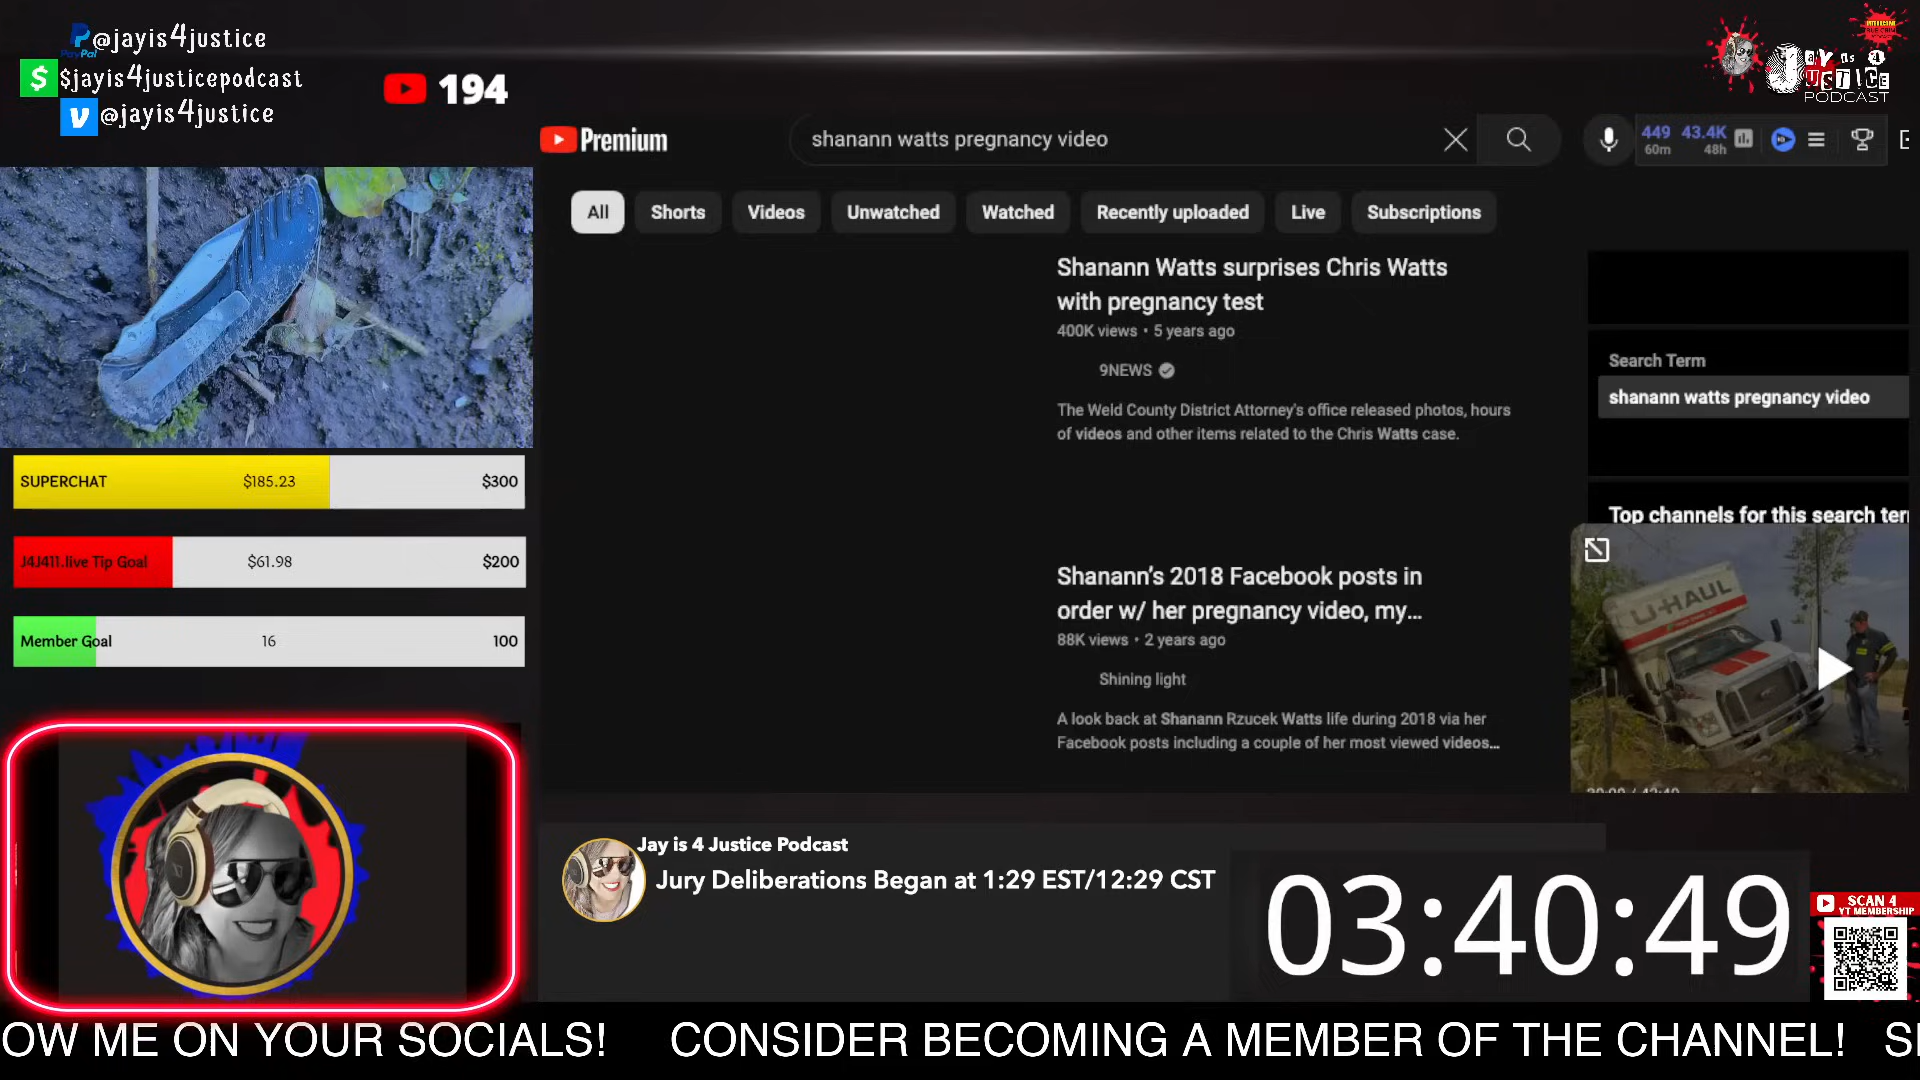 @jayis4justice
PayPal
$jayis4justicepodcast
@jayis4justice
194
Jay is 4
JUSTICE
PODCAST
Premium
shanann watts pregnancy video
449
60m
43.4K
48h
All
Shorts
Videos
Unwatched
Watched
Recently uploaded
Live
Subscriptions
Shanann Watts surprises Chris Watts
with pregnancy test
400K views • 5 years ago
9NEWS
The Weld County District Attorney's office released photos, hours
of videos and other items related to the Chris Watts case.
Search Term
shanann watts pregnancy video
Top channels for this search ter
SUPERCHAT $185.23 $300
J4J411.live Tip Goal $61.98 $200
Member Goal 16 100
Shanann’s 2018 Facebook posts in
order w/ her pregnancy video, my...
88K views • 2 years ago
Shining light
A look back at Shanann Rzucek Watts life during 2018 via her
Facebook posts including a couple of her most viewed videos...
U-HAUL
Jay is 4 Justice Podcast
Jury Deliberations Began at 1:29 EST/12:29 CST
03:40:49
SCAN 4
YT MEMBERSHIP
OW ME ON YOUR SOCIALS! CONSIDER BECOMING A MEMBER OF THE CHANNEL!